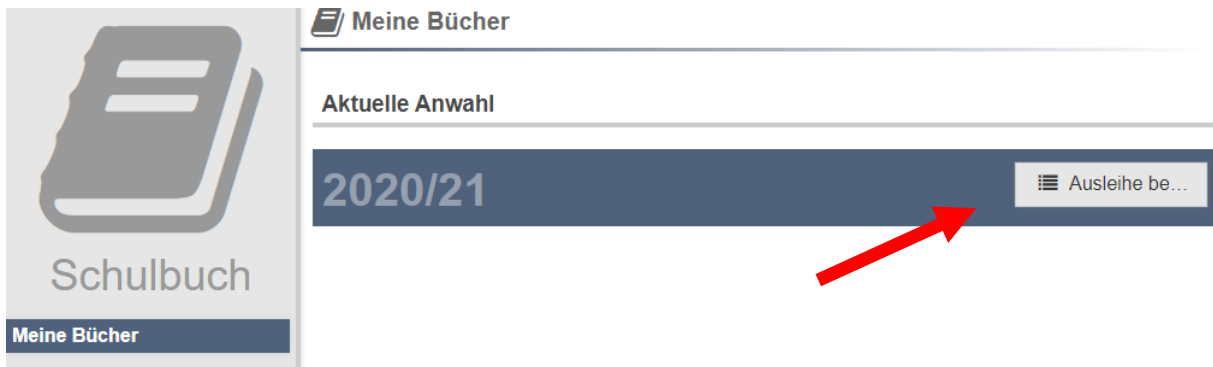 Meine Bücher
Aktuelle Anwahl
2020/21
Ausleihe be...
Schulbuch
Meine Bücher